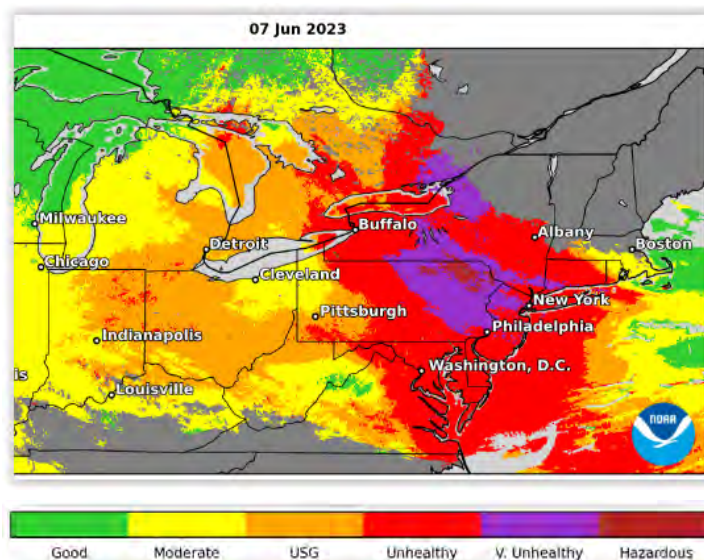 07 Jun 2023
Milwaukee
Buffalo
Albany
Detroit
Boston
Chicago
Cleveland
New York
Pittsburgh
Philadelphia
Indianapolis
Washington, D.C.
is
Louisville
NOAA
Good Moderate USG Unhealthy V. Unhealthy Hazardous